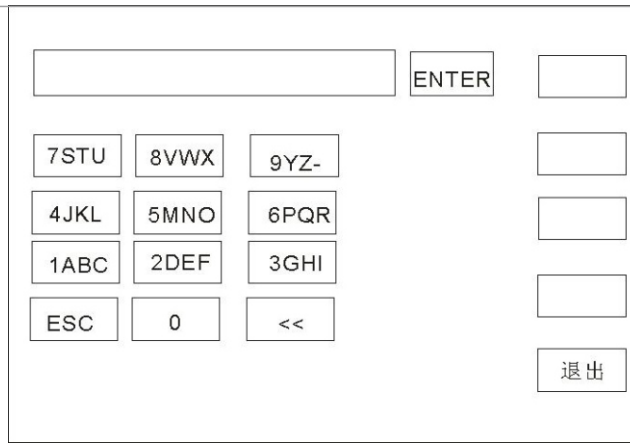 ENTER
7STU 8VWX 9YZ-
4JKL 5MNO 6PQR
1ABC 2DEF 3GHI
ESC 0 <<
退出